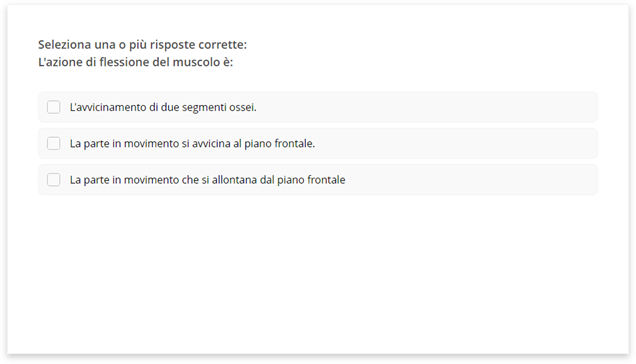 Seleziona una o più risposte corrette:
L'azione di flessione del muscolo è:
L'avvicinamento di due segmenti ossei.
La parte in movimento si avvicina al piano frontale.
La parte in movimento che si allontana dal piano frontale